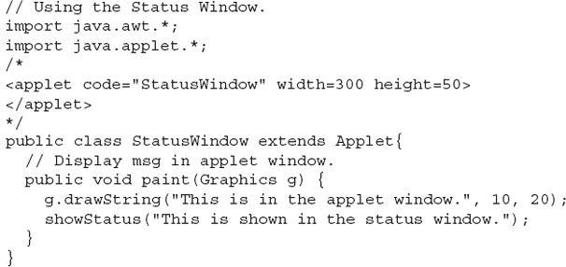 // Using the Status Window.
import java.awt.*;
import java.applet.*;
/*
<applet code="StatusWindow" width=300 height=50>
</applet>
*/
public class StatusWindow extends Applet{
  // Display msg in applet window.
  public void paint(Graphics g) {
    g.drawString("This is in the applet window.", 10, 20);
    showStatus("This is shown in the status window.");
  }
}